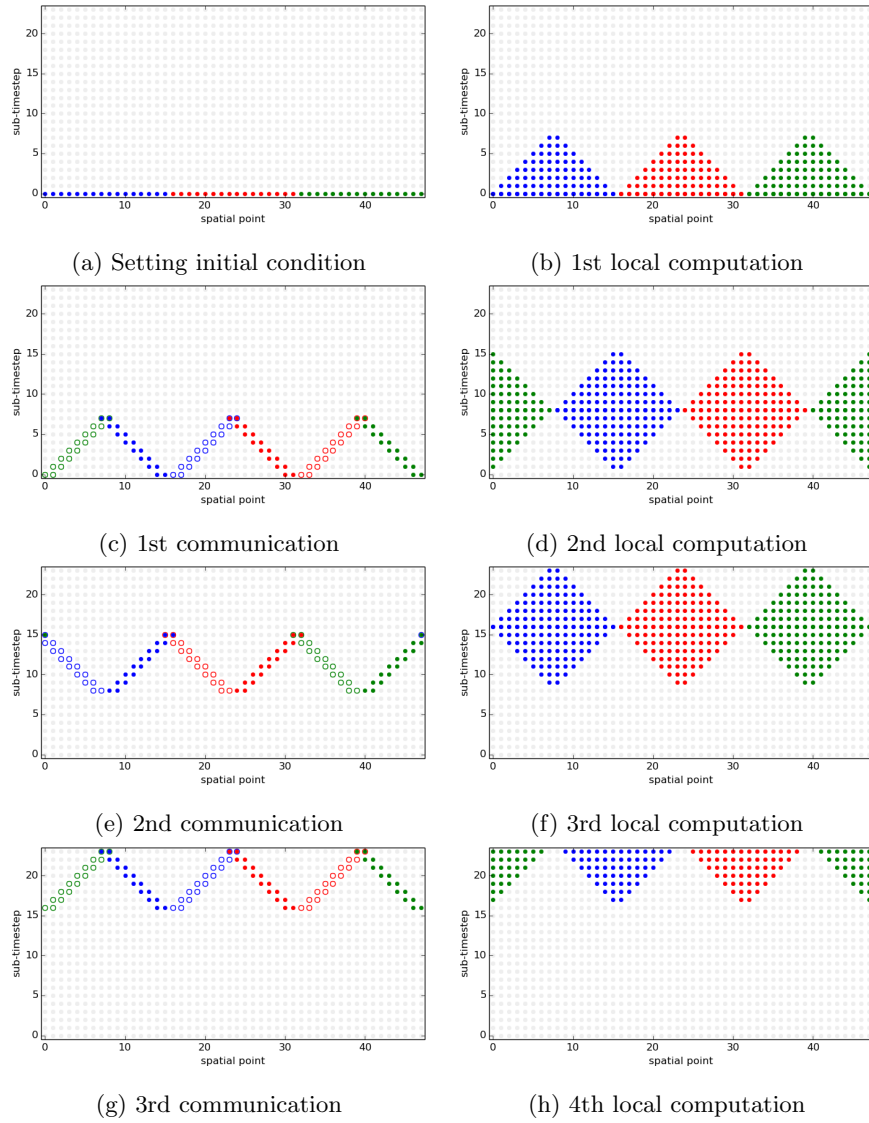 sub-timestep
20
15
10
5
0
0 10 20 30 40
spatial point
(a) Setting initial condition
sub-timestep
20
15
10
5
0
0 10 20 30 40
spatial point
(b) 1st local computation
sub-timestep
20
15
10
5
0
0 10 20 30 40
spatial point
(c) 1st communication
sub-timestep
20
15
10
5
0
0 10 20 30 40
spatial point
(d) 2nd local computation
sub-timestep
20
15
10
5
0
0 10 20 30 40
spatial point
(e) 2nd communication
sub-timestep
20
15
10
5
0
0 10 20 30 40
spatial point
(f) 3rd local computation
sub-timestep
20
15
10
5
0
0 10 20 30 40
spatial point
(g) 3rd communication
sub-timestep
20
15
10
5
0
0 10 20 30 40
spatial point
(h) 4th local computation